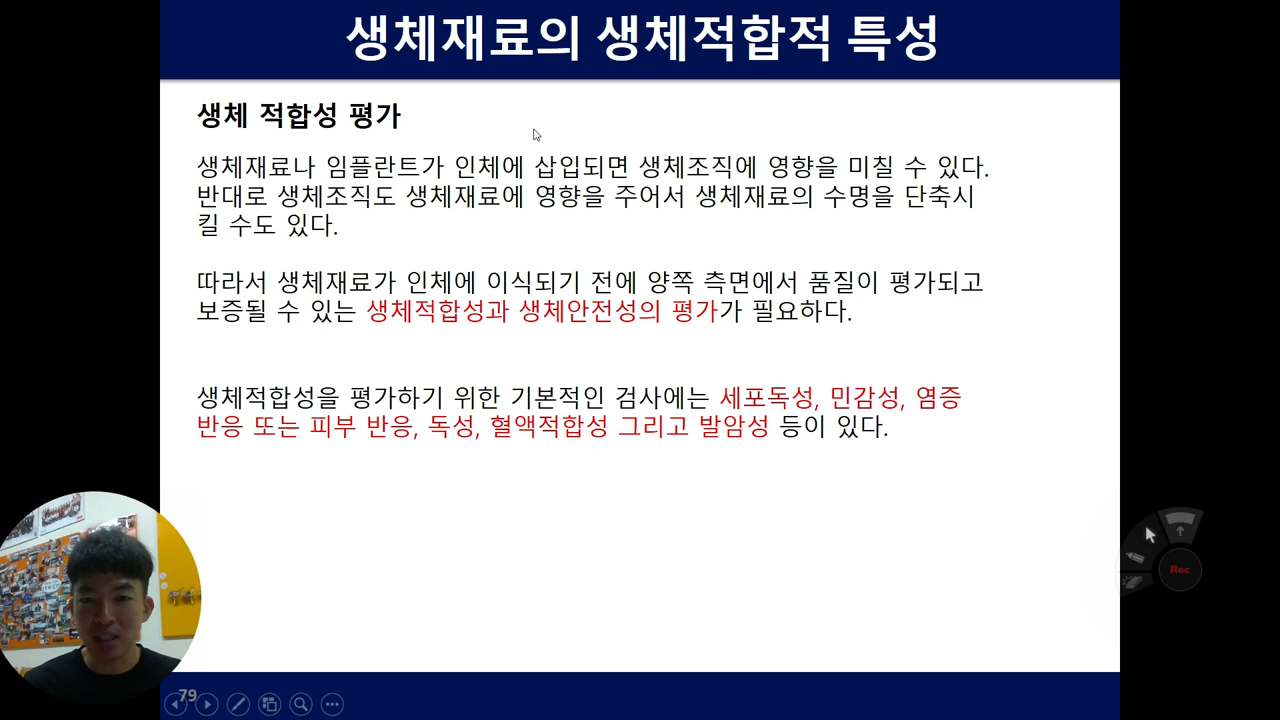 생체재료의 생체적합적 특성
생체 적합성 평가
생체재료나 임플란트가 인체에 삽입되면 생체조직에 영향을 미칠 수 있다.
반대로 생체조직도 생체재료에 영향을 주어서 생체재료의 수명을 단축시
킬 수도 있다.
따라서 생체재료가 인체에 이식되기 전에 양쪽 측면에서 품질이 평가되고
보증될 수 있는 생체적합성과 생체안전성의 평가가 필요하다.
생체적합성을 평가하기 위한 기본적인 검사에는 세포독성, 민감성, 염증
반응 또는 피부 반응, 독성, 혈액적합성 그리고 발암성 등이 있다.
Rec
79